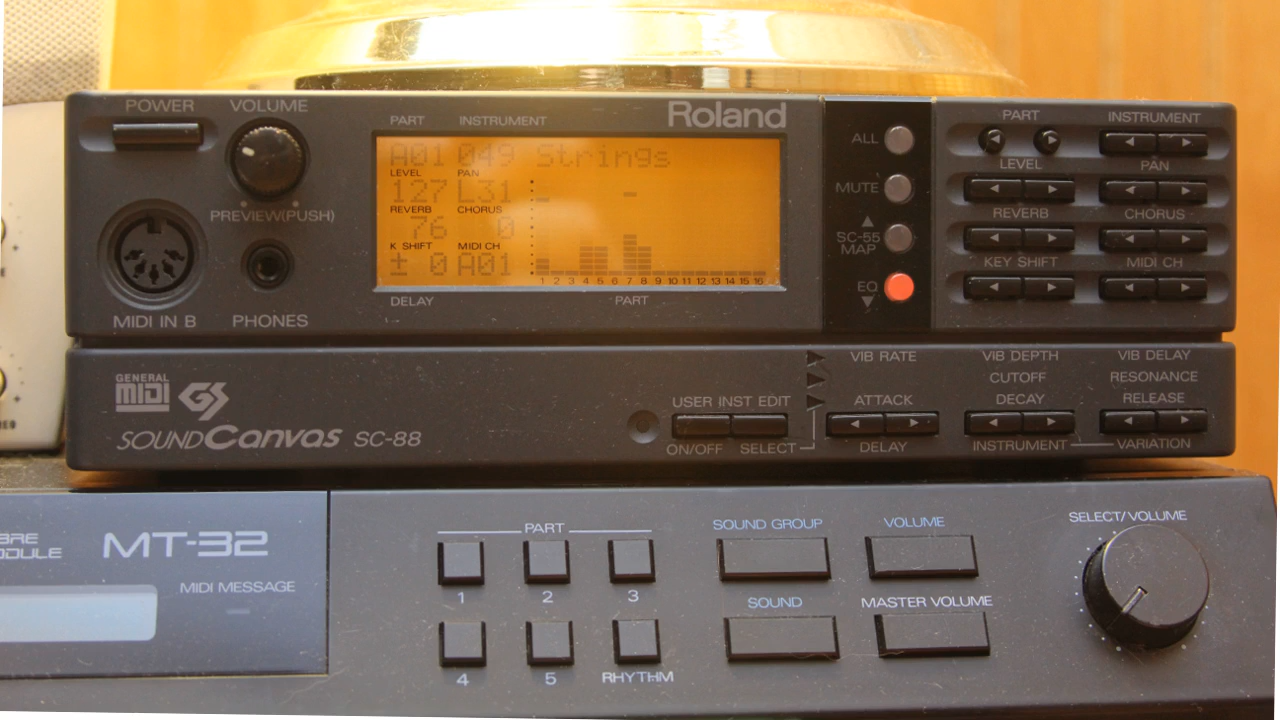 POWER VOLUME
PREVIEW(PUSH)
MIDI IN B PHONES
PART INSTRUMENT Roland
A01 049 Strings
LEVEL PAN
127 L31
REVERB CHORUS
76 0
K SHIFT MIDI CH
± 0 A01
1 2 3 4 5 6 7 8 9 10 11 12 13 14 15 16
DELAY PART
ALL
MUTE
SC-55
MAP
EQ
PART INSTRUMENT
LEVEL PAN
REVERB CHORUS
KEY SHIFT MIDI CH
GENERAL
MIDI GS
SOUND Canvas SC-88
USER INST EDIT
ON/OFF SELECT
VIB RATE VIB DEPTH VIB DELAY
CUTOFF RESONANCE
ATTACK DECAY RELEASE
DELAY INSTRUMENT VARIATION
MT-32
MIDI MESSAGE
PART
1 2 3
4 5 RHYTHM
SOUND GROUP VOLUME
SOUND MASTER VOLUME
SELECT/VOLUME